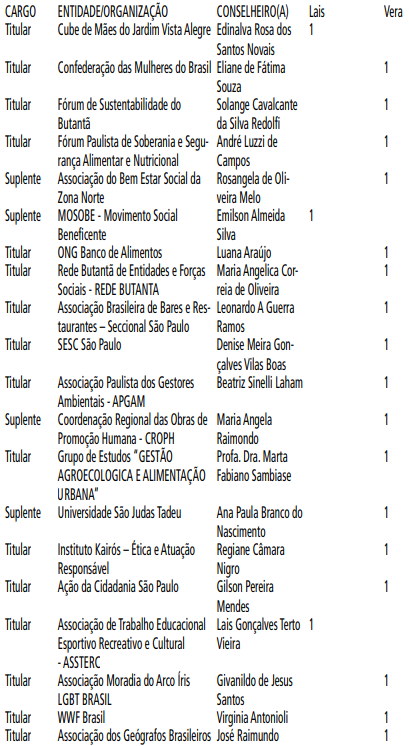 CARGO ENTIDADE/ORGANIZAÇÃO CONSELHEIRO(A) Lais Vera
Titular Cube de Mães do Jardim Vista Alegre Edinalva Rosa dos 1
Santos Novais
Titular Confederação das Mulheres do Brasil Eliane de Fátima 1
Souza
Titular Fórum de Sustentabilidade do Solange Cavalcante 1
Butantã da Silva Redolfi
Titular Fórum Paulista de Soberania e Segu- André Luzzi de 1
rança Alimentar e Nutricional Campos
Suplente Associação do Bem Estar Social da Rosangela de Oli- 1
Zona Norte veira Melo
Suplente MOSOBE - Movimento Social Emilson Almeida 1
Beneficente Silva
Titular ONG Banco de Alimentos Luana Araújo 1
Titular Rede Butantã de Entidades e Forças Maria Angelica Cor- 1
Sociais - REDE BUTANTA reia de Oliveira
Titular Associação Brasileira de Bares e Res- Leonardo A Guerra 1
taurantes – Seccional São Paulo Ramos
Titular SESC São Paulo Denise Meira Gon- 1
çalves Vilas Boas
Titular Associação Paulista dos Gestores Beatriz Sinelli Laham 1
Ambientais - APGAM
Suplente Coordenação Regional das Obras de Maria Angela 1
Promoção Humana - CROPH Raimondo
Titular Grupo de Estudos “GESTÃO Profa. Dra. Marta 1
AGROECOLOGICA E ALIMENTAÇÃO Fabiano Sambiase
URBANA”
Suplente Universidade São Judas Tadeu Ana Paula Branco do 1
Nascimento
Titular Instituto Kairós – Ética e Atuação Regiane Câmara 1
Responsável Nigro
Titular Ação da Cidadania São Paulo Gilson Pereira 1
Mendes
Titular Associação de Trabalho Educacional Lais Gonçalves Terto 1
Esportivo Recreativo e Cultural Vieira
- ASSTERC
Titular Associação Moradia do Arco Íris Givanildo de Jesus 1
LGBT BRASIL Santos
Titular WWF Brasil Virginia Antonioli 1
Titular Associação dos Geógrafos Brasileiros José Raimundo 1